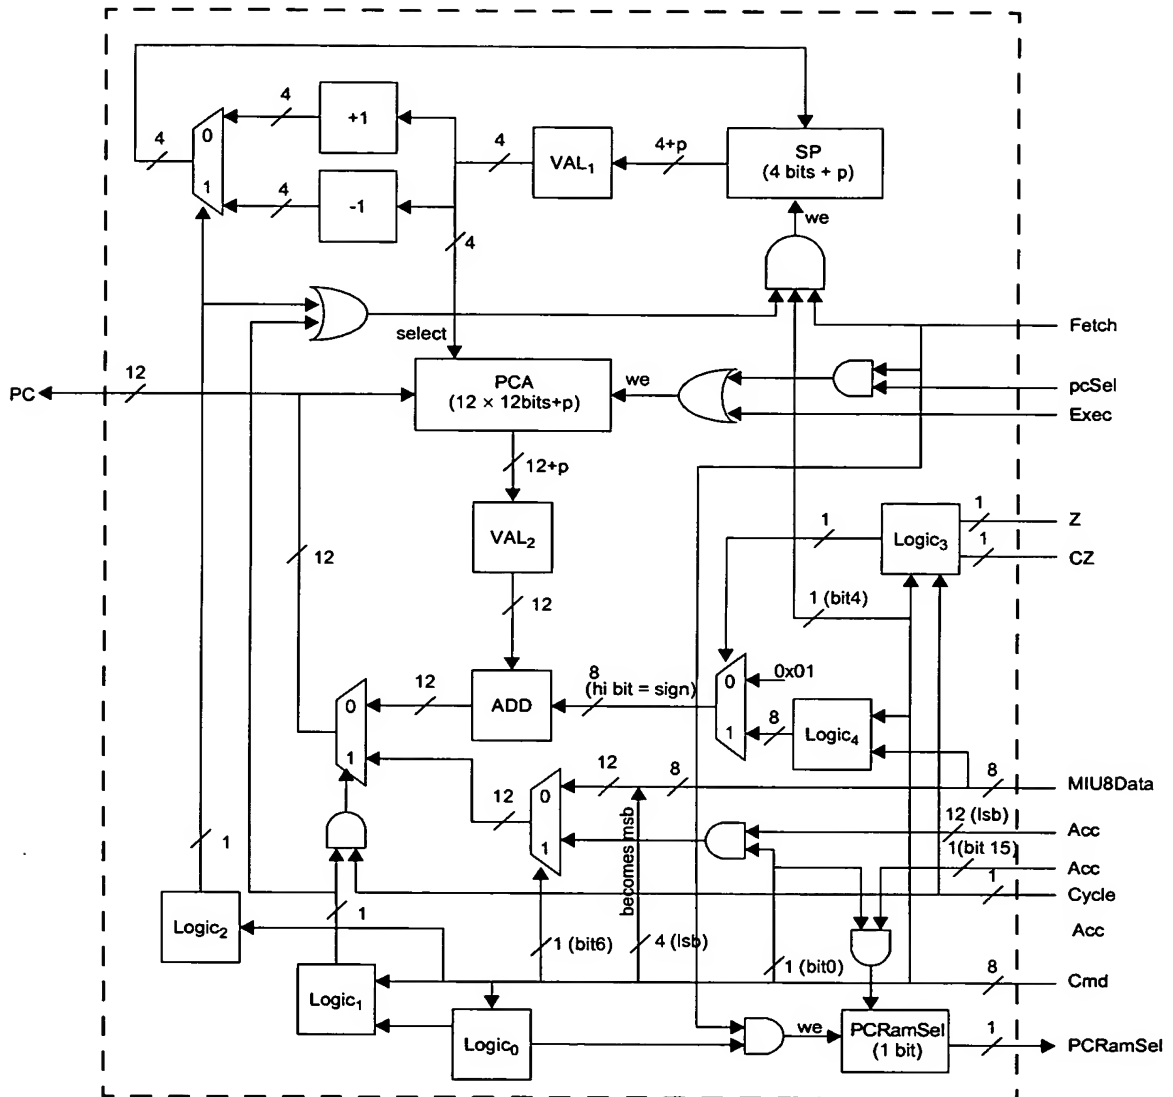 4
+1
0
4
4
VAL₁
4+p
SP
(4 bits + p)
1
4
-1
we
4
select
Fetch
PC
12
PCA
(12 × 12bits+p)
we
pcSel
Exec
12+p
12
VAL₂
1
Logic₃
1
Z
1
CZ
12
1 (bit4)
0
12
ADD
8
(hi bit = sign)
0
0x01
1
8
Logic₄
1
12
0
12
8
8
MIU8Data
1
becomes msb
12 (lsb)
Acc
1
1(bit 15)
Acc
1
Cycle
Logic₂
1
Acc
1 (bit6)
4 (lsb)
1 (bit0)
8
Cmd
Logic₁
Logic₀
we
PCRamSel
(1 bit)
1
PCRamSel